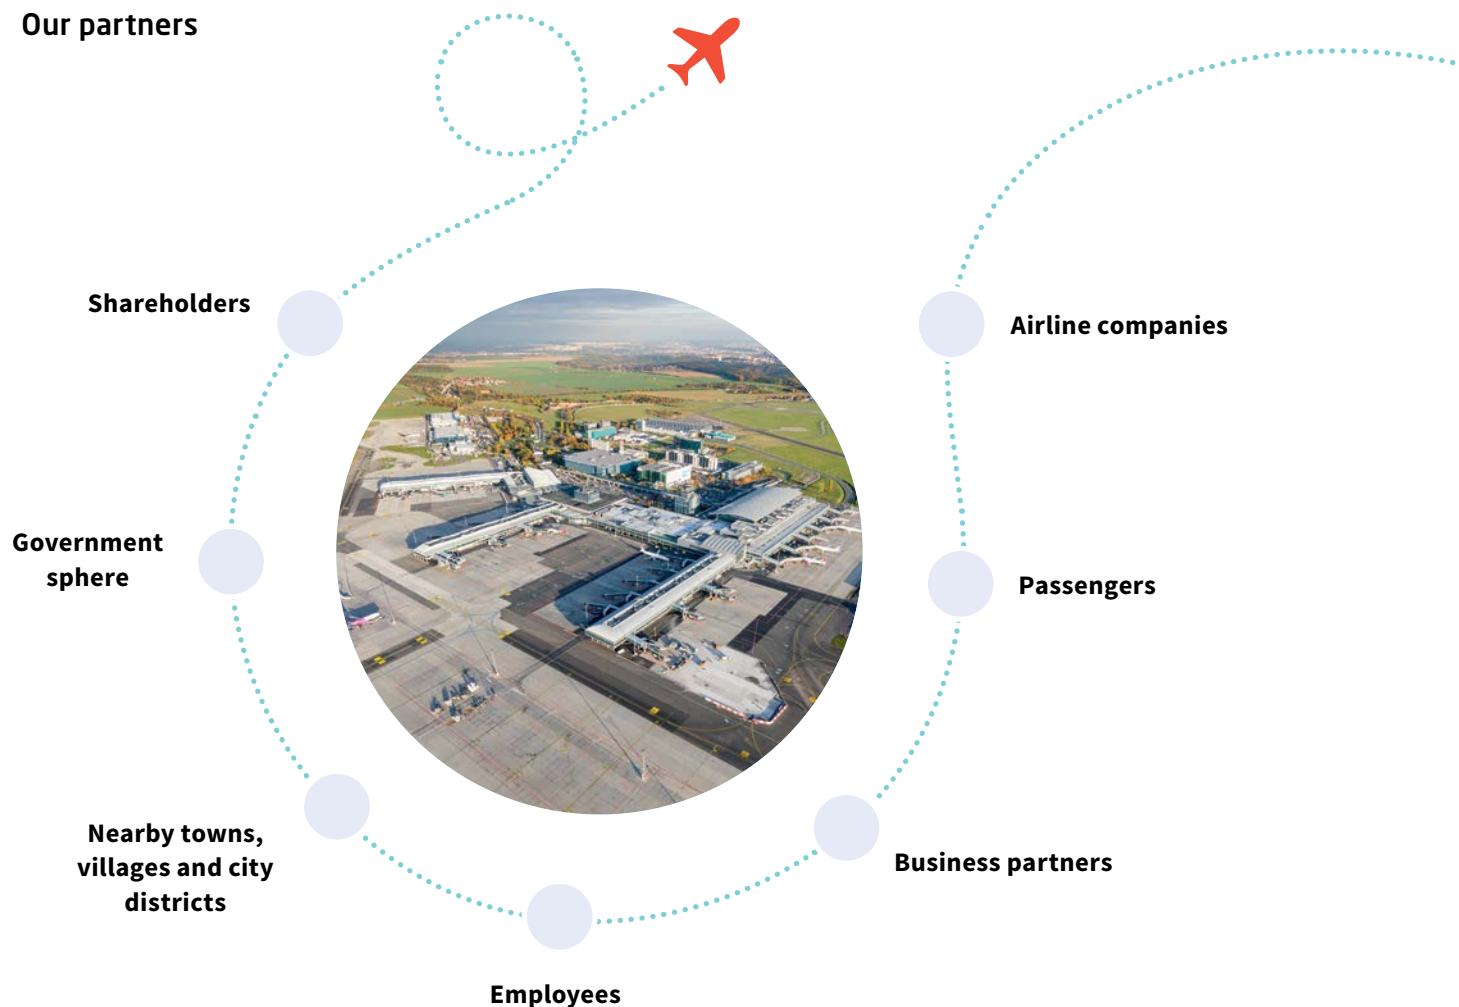 Our partners
Shareholders
Airline companies
Government
sphere
Passengers
Nearby towns,
villages and city
districts
Business partners
Employees